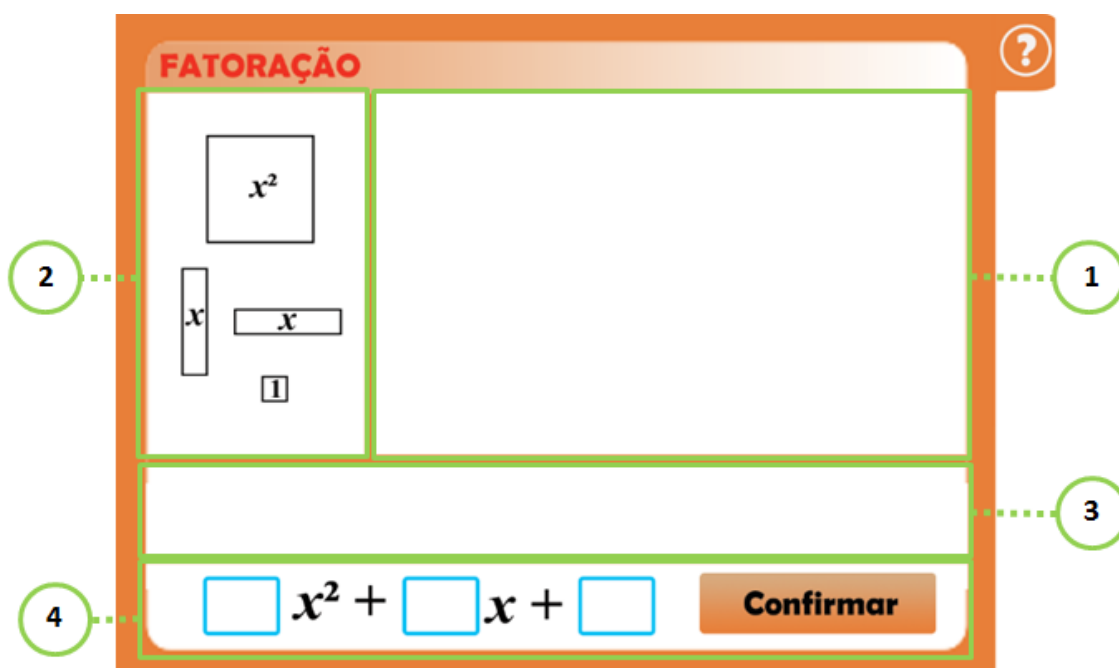 ?
FATORAÇÃO
x²
2
1
x
x
1
3
4
x² + x +
Confirmar